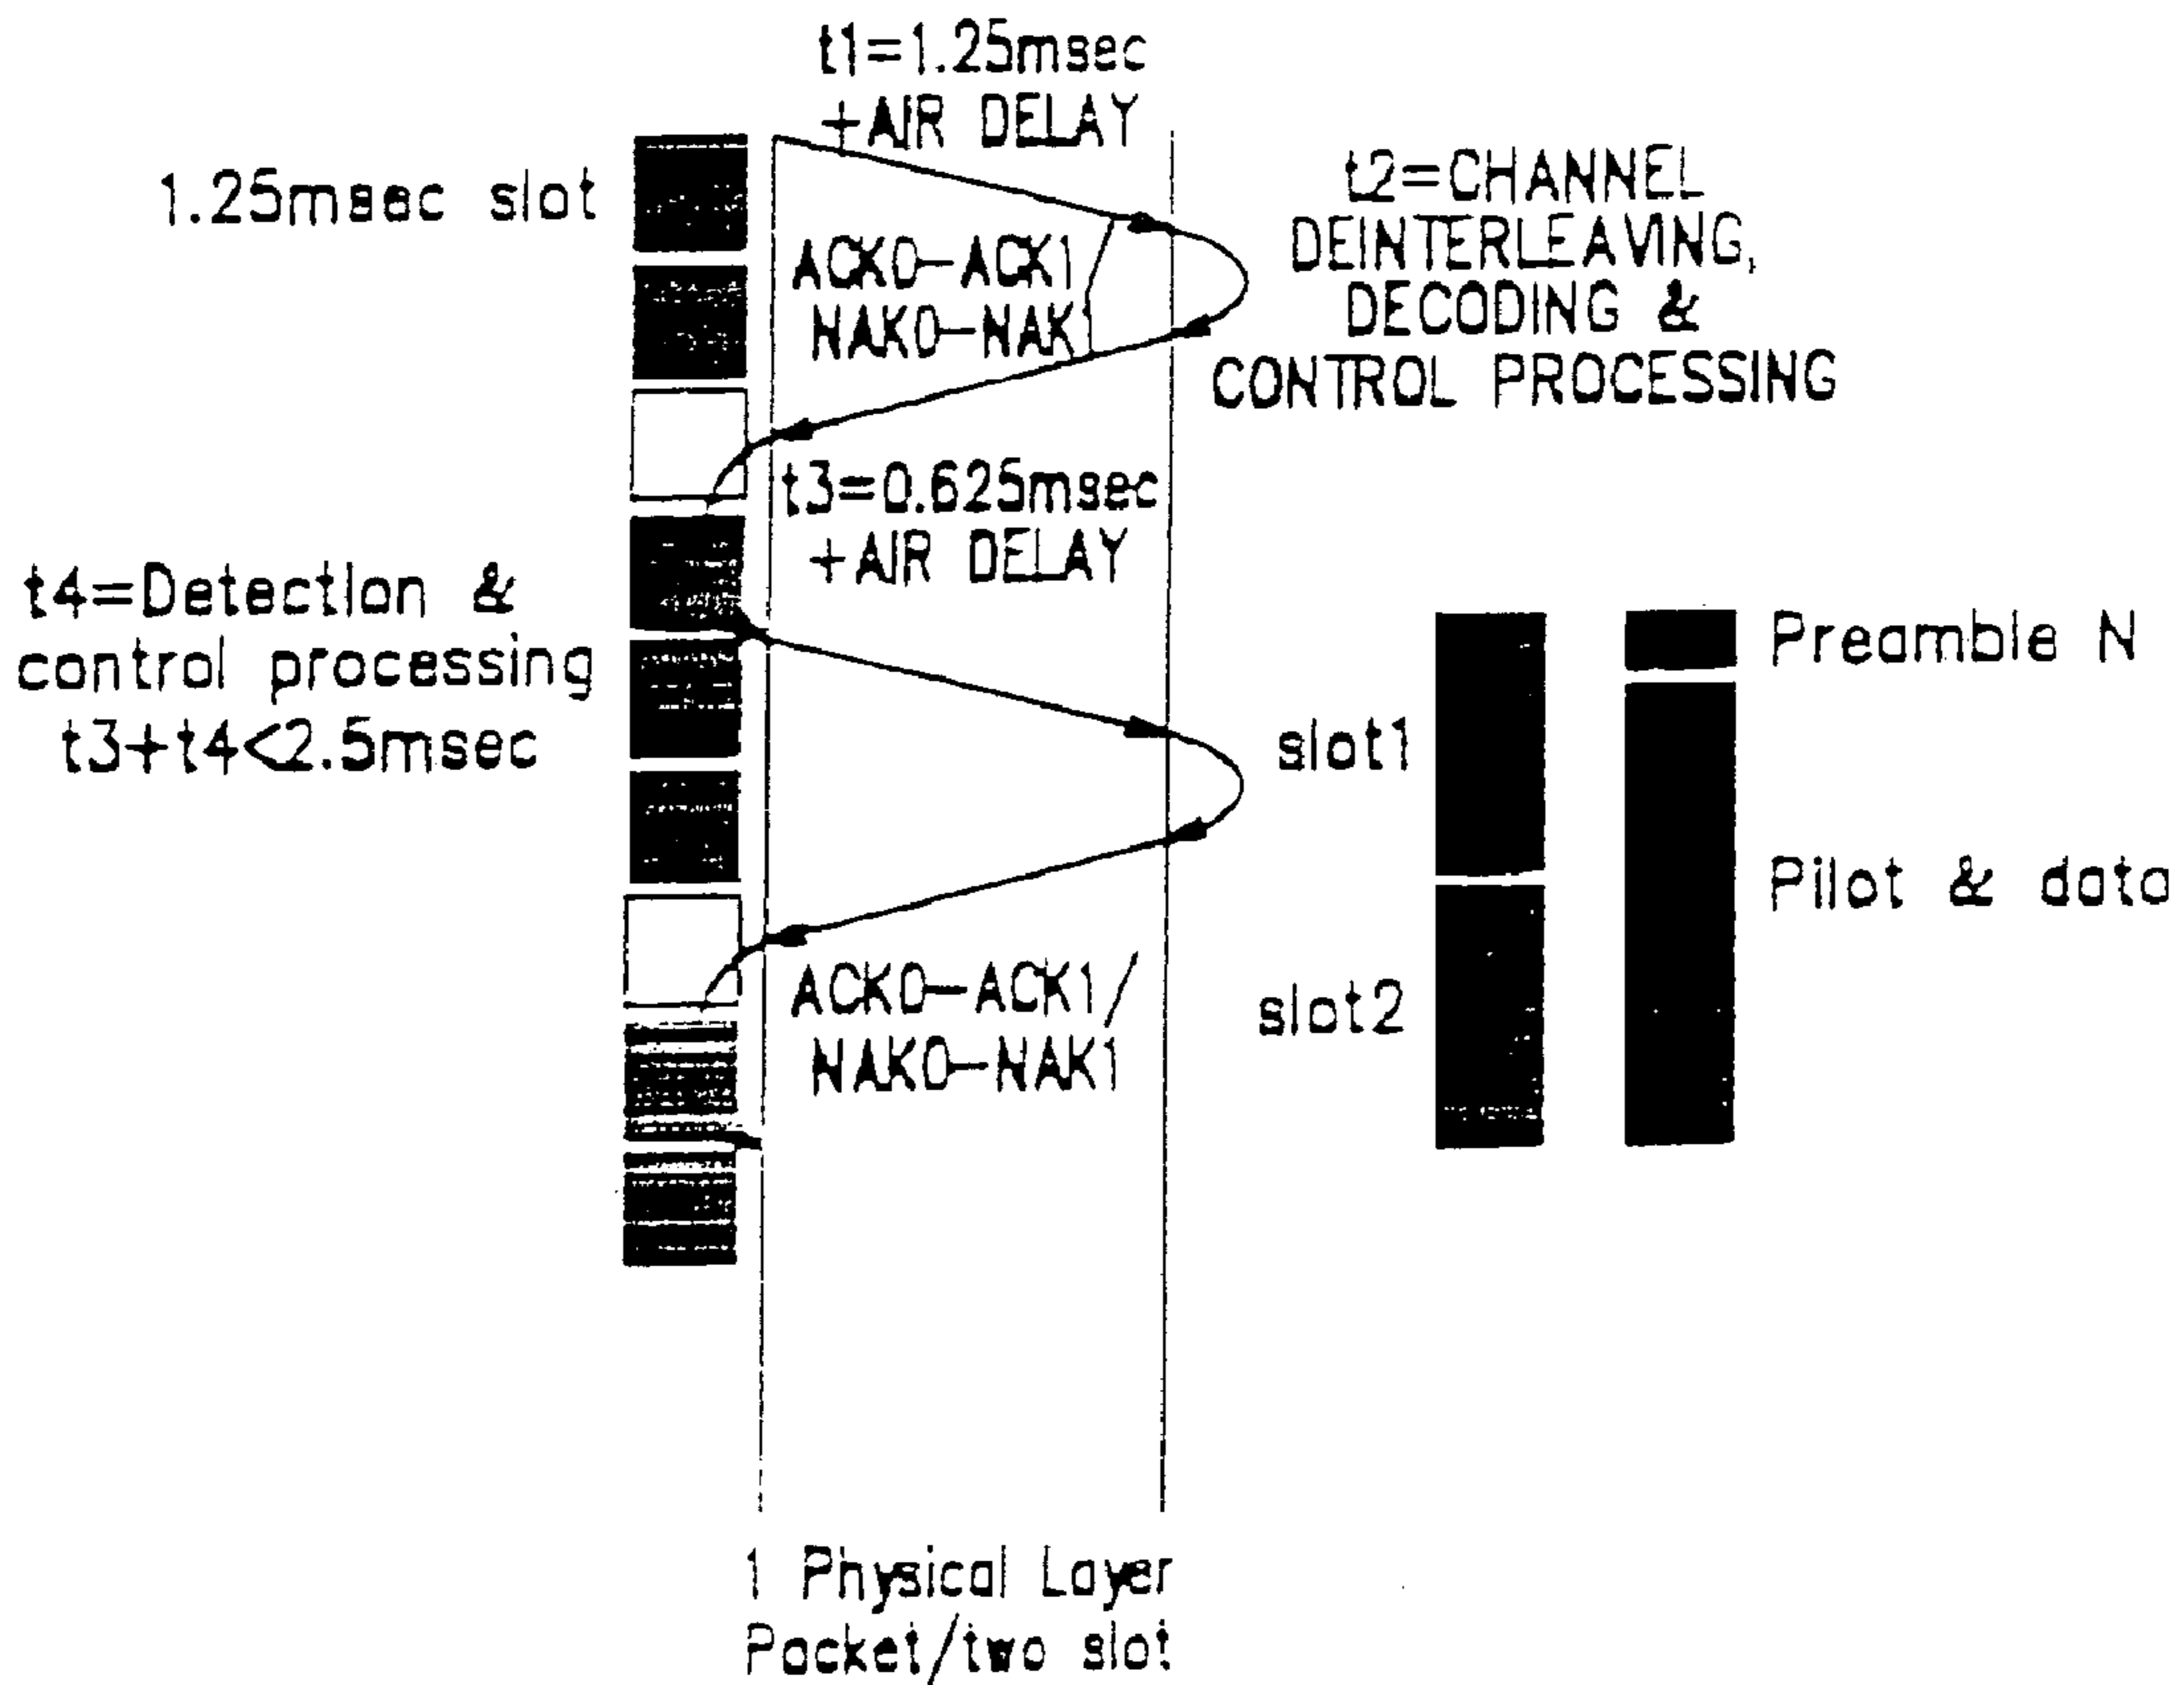 t1=1.25msec
+AIR DELAY
1.25msec slot
t2=CHANNEL
DEINTERLEAVING,
DECODING &
CONTROL PROCESSING
ACK0-ACK1
NAK0-NAK1
t3=0.625msec
+AIR DELAY
t4=Detection &
control processing
t3+t4<2.5msec
Preamble N
slot1
Pilot & data
slot2
ACK0-ACK1/
NAK0-NAK1
1 Physical Layer
Packet/two slot